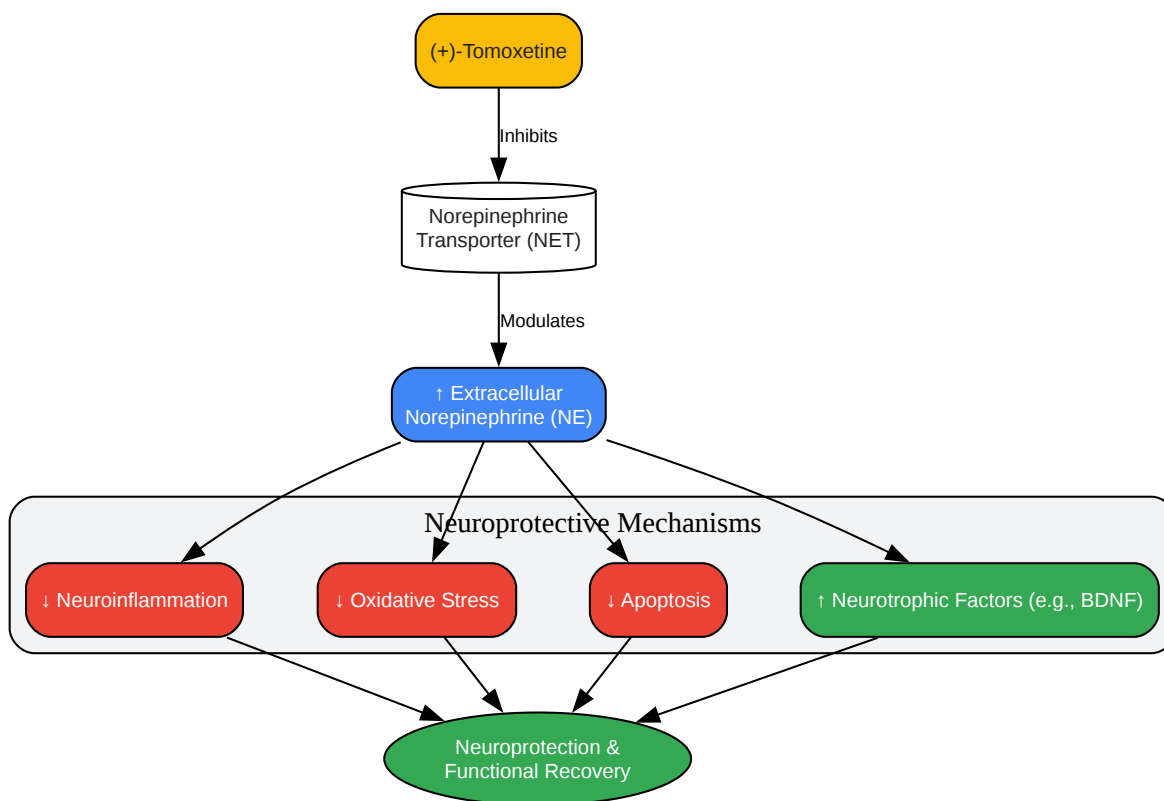 (+)-Tomoxetine
Inhibits
Norepinephrine
Transporter (NET)
Modulates
↑ Extracellular
Norepinephrine (NE)
Neuroprotective Mechanisms
↓ Neuroinflammation
↓ Oxidative Stress
↓ Apoptosis
↑ Neurotrophic Factors (e.g., BDNF)
Neuroprotection &
Functional Recovery